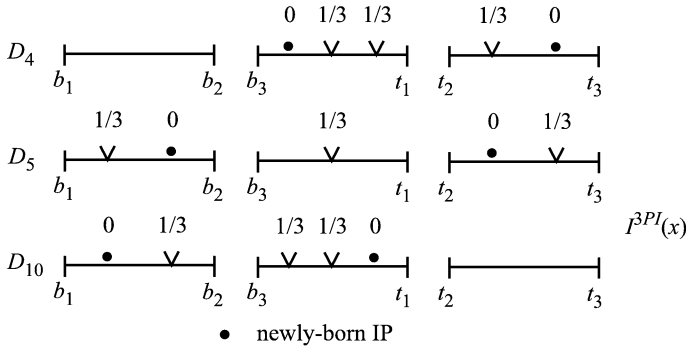 0 1/3 1/3 1/3 0
D₄
b₁ b₂ b₃ t₁ t₂ t₃
1/3 0 1/3 0 1/3
D₅
b₁ b₂ b₃ t₁ t₂ t₃
0 1/3 1/3 1/3 0
I³ᴾᴵ(x)
D₁₀
b₁ b₂ b₃ t₁ t₂ t₃
newly-born IP